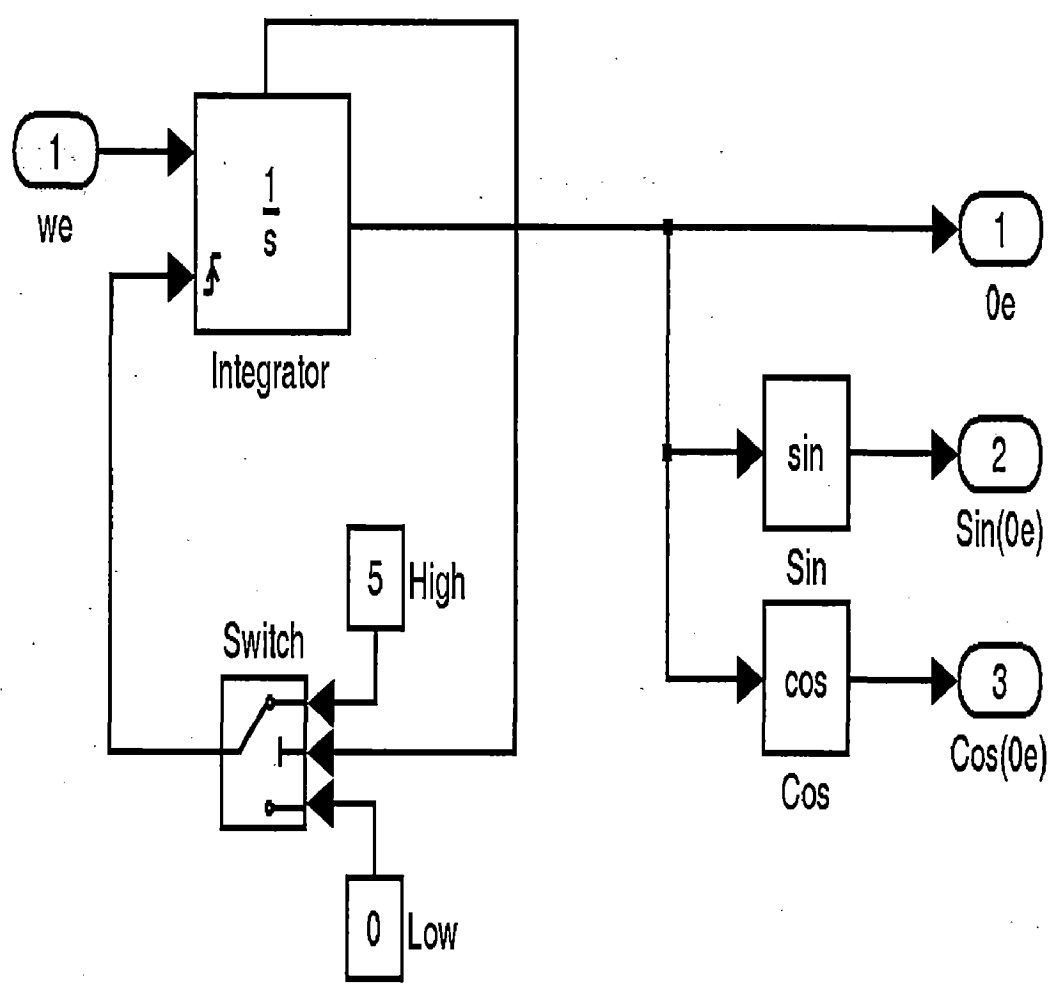 1
we
1
s
Integrator
1
0e
sin
Sin
2
Sin(0e)
5
High
Switch
cos
Cos
3
Cos(0e)
0
Low